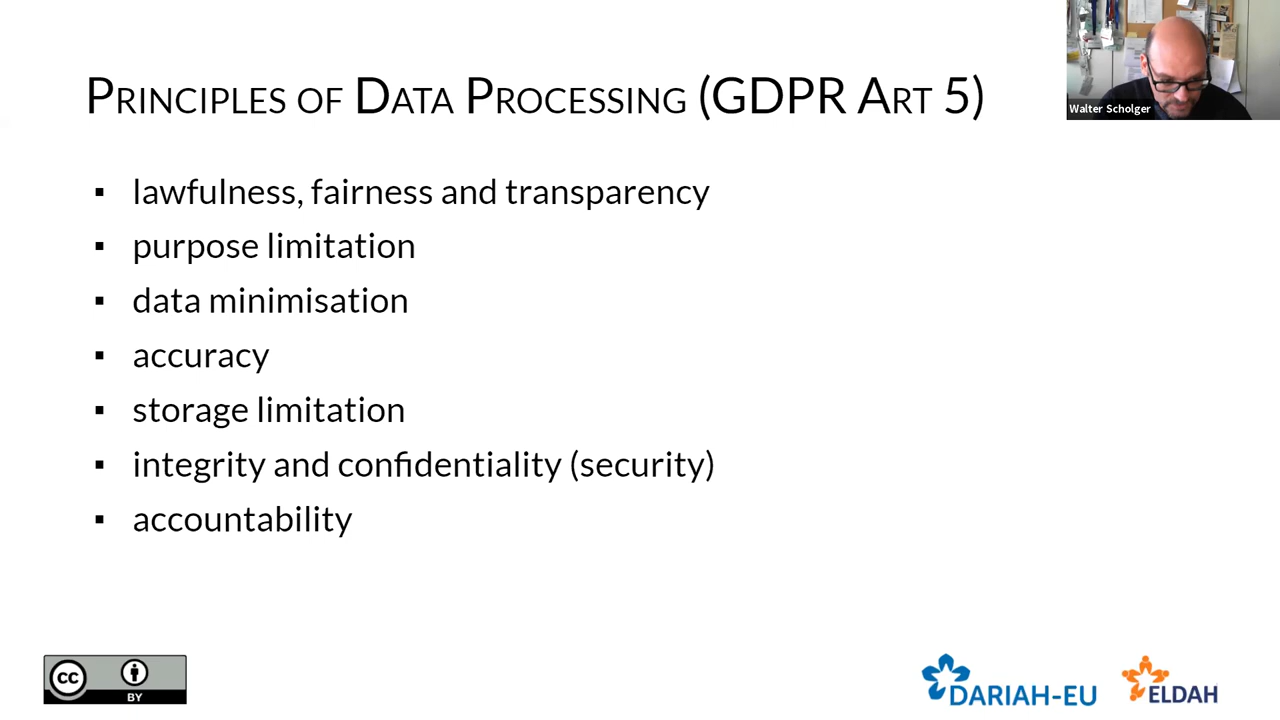 PRINCIPLES OF DATA PROCESSING (GDPR ART 5)
Walter Scholger
▪ lawfulness, fairness and transparency
▪ purpose limitation
▪ data minimisation
▪ accuracy
▪ storage limitation
▪ integrity and confidentiality (security)
▪ accountability
cc
BY
DARIAH-EU
ELDAH